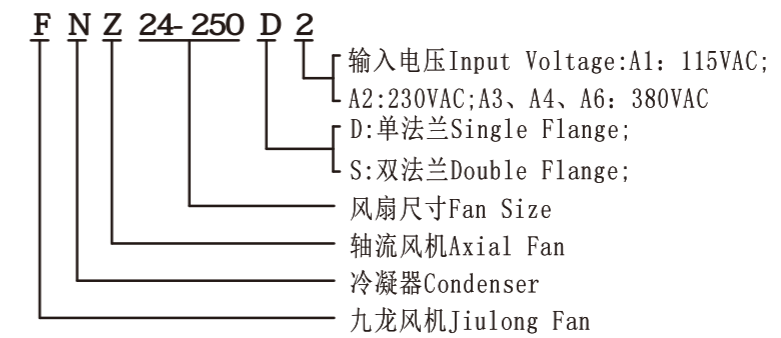 F N Z 24-250 D 2
输入电压Input Voltage:A1：115VAC;
A2:230VAC;A3、A4、A6：380VAC
D:单法兰Single Flange;
S:双法兰Double Flange;
风扇尺寸Fan Size
轴流风机Axial Fan
冷凝器Condenser
九龙风机Jiulong Fan